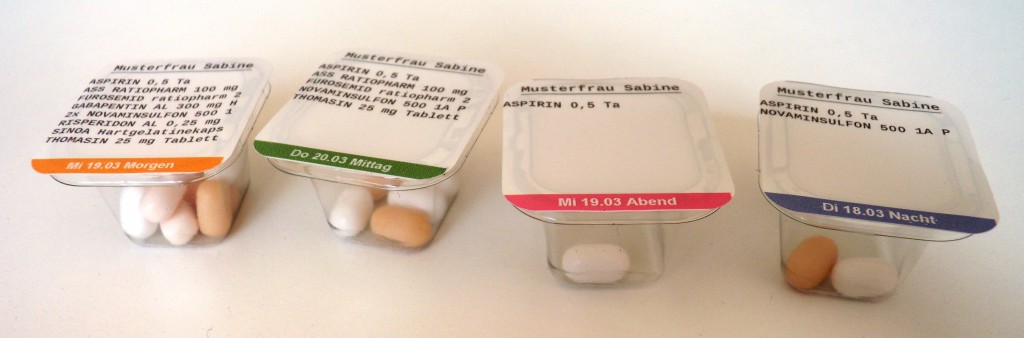 Musterfrau Sabine
ASPIRIN 0,5 Ta
ASS RATIOPHARM 100 mg
FUROSEMID ratiopharm 2
GABAPENTIN AL 300 mg H
2x NOVAMINSULFON 500 1
RISPERIDON AL 0,25 mg
SINOA Hartgelatinekaps
THOMASIN 25 mg Tablett
Mi 19.03 Morgen
Musterfrau Sabine
ASPIRIN 0,5 Ta
ASS RATIOPHARM 100 mg
FUROSEMID ratiopharm 2
NOVAMINSULFON 500 1A P
THOMASIN 25 mg Tablett
Do 20.03 Mittag
Musterfrau Sabine
ASPIRIN 0,5 Ta
Mi 19.03 Abend
Musterfrau Sabine
ASPIRIN 0,5 Ta
NOVAMINSULFON 500 1A P
Di 18.03 Nacht